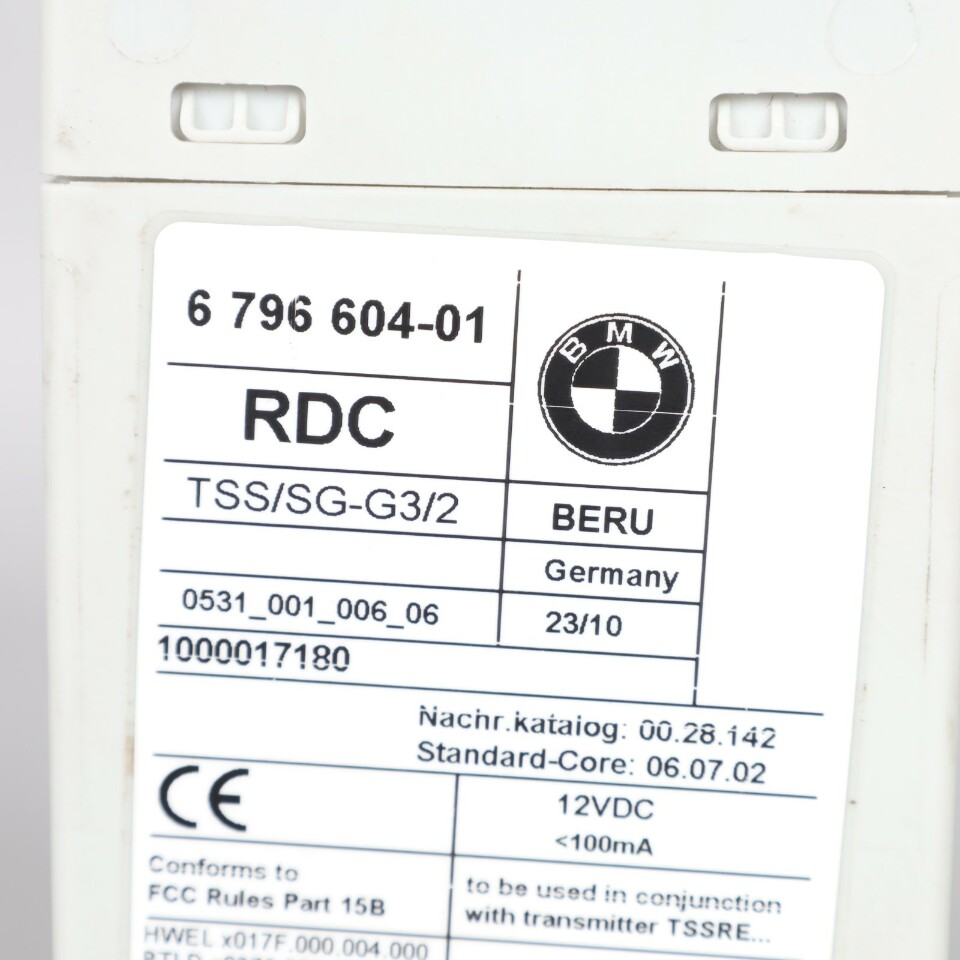 6 796 604-01
BMW
RDC
TSS/SG-G3/2
BERU
Germany
0531_001_006_06
23/10
1000017180
Nachr.katalog: 00.28.142
Standard-Core: 06.07.02
CE
12VDC
<100mA
Conforms to
FCC Rules Part 15B
to be used in conjunction
with transmitter TSSRE...
HWEL x017F.000.004.000